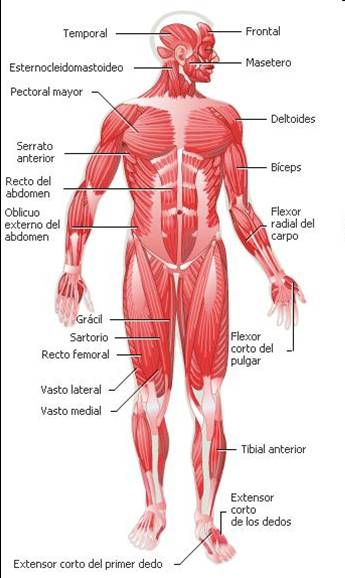 Temporal
Frontal
Esternocleidomastoideo
Masetero
Pectoral mayor
Deltoides
Serrato
anterior
Bíceps
Recto del
abdomen
Oblicuo
externo del
abdomen
Flexor
radial del
carpo
Grácil
Sartorio
Recto femoral
Flexor
corto del
pulgar
Vasto lateral
Vasto medial
Tibial anterior
Extensor
corto
de los dedos
Extensor corto del primer dedo